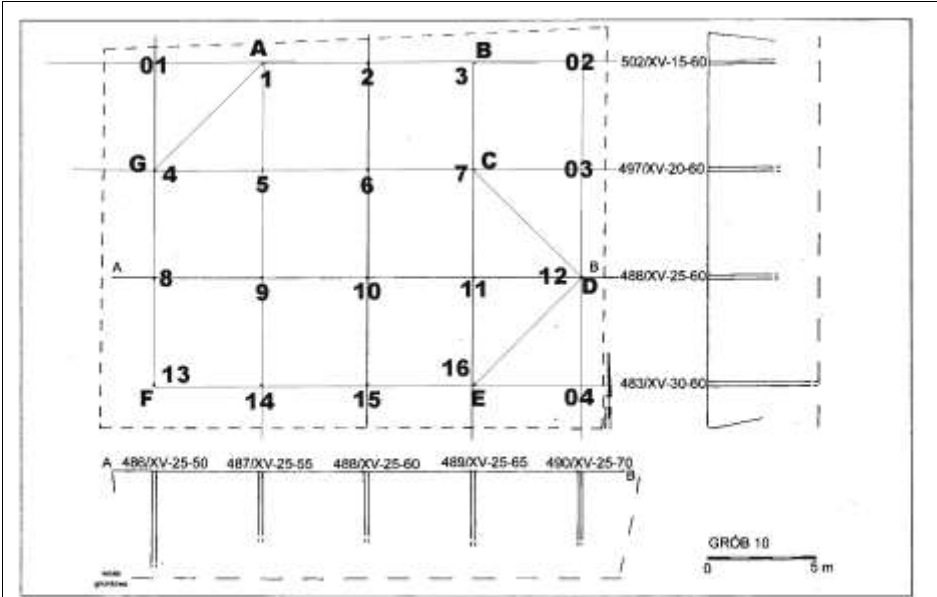 A B
01 1 2 3 02 502/XV-15-60
G C
4 5 6 7 03 497/XV-20-60
A B
8 9 10 11 12 D 488/XV-25-60
13 16
F 14 15 E 04 483/XV-30-60
A 486/XV-25-50 487/XV-25-55 488/XV-25-60 489/XV-25-65 490/XV-25-70 B
GRÓB 10
0 5 m
gruntowa